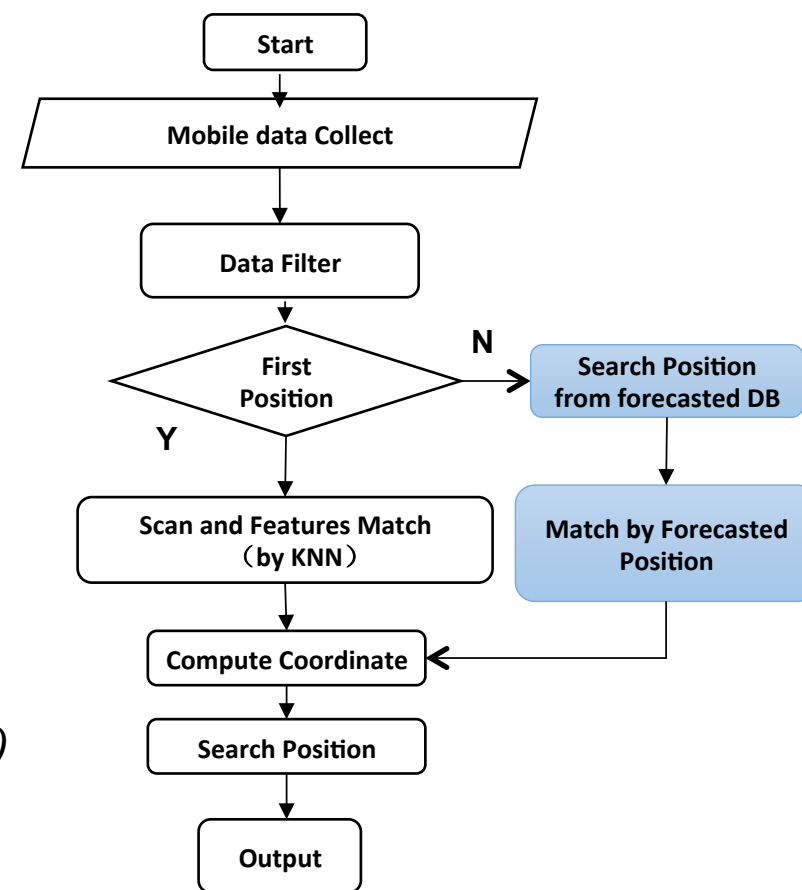 Start
Mobile data Collect
Data Filter
First
Position
N
Y
Search Position
from forecasted DB
Scan and Features Match
（by KNN）
Match by Forecasted
Position
Compute Coordinate
)
Search Position
Output